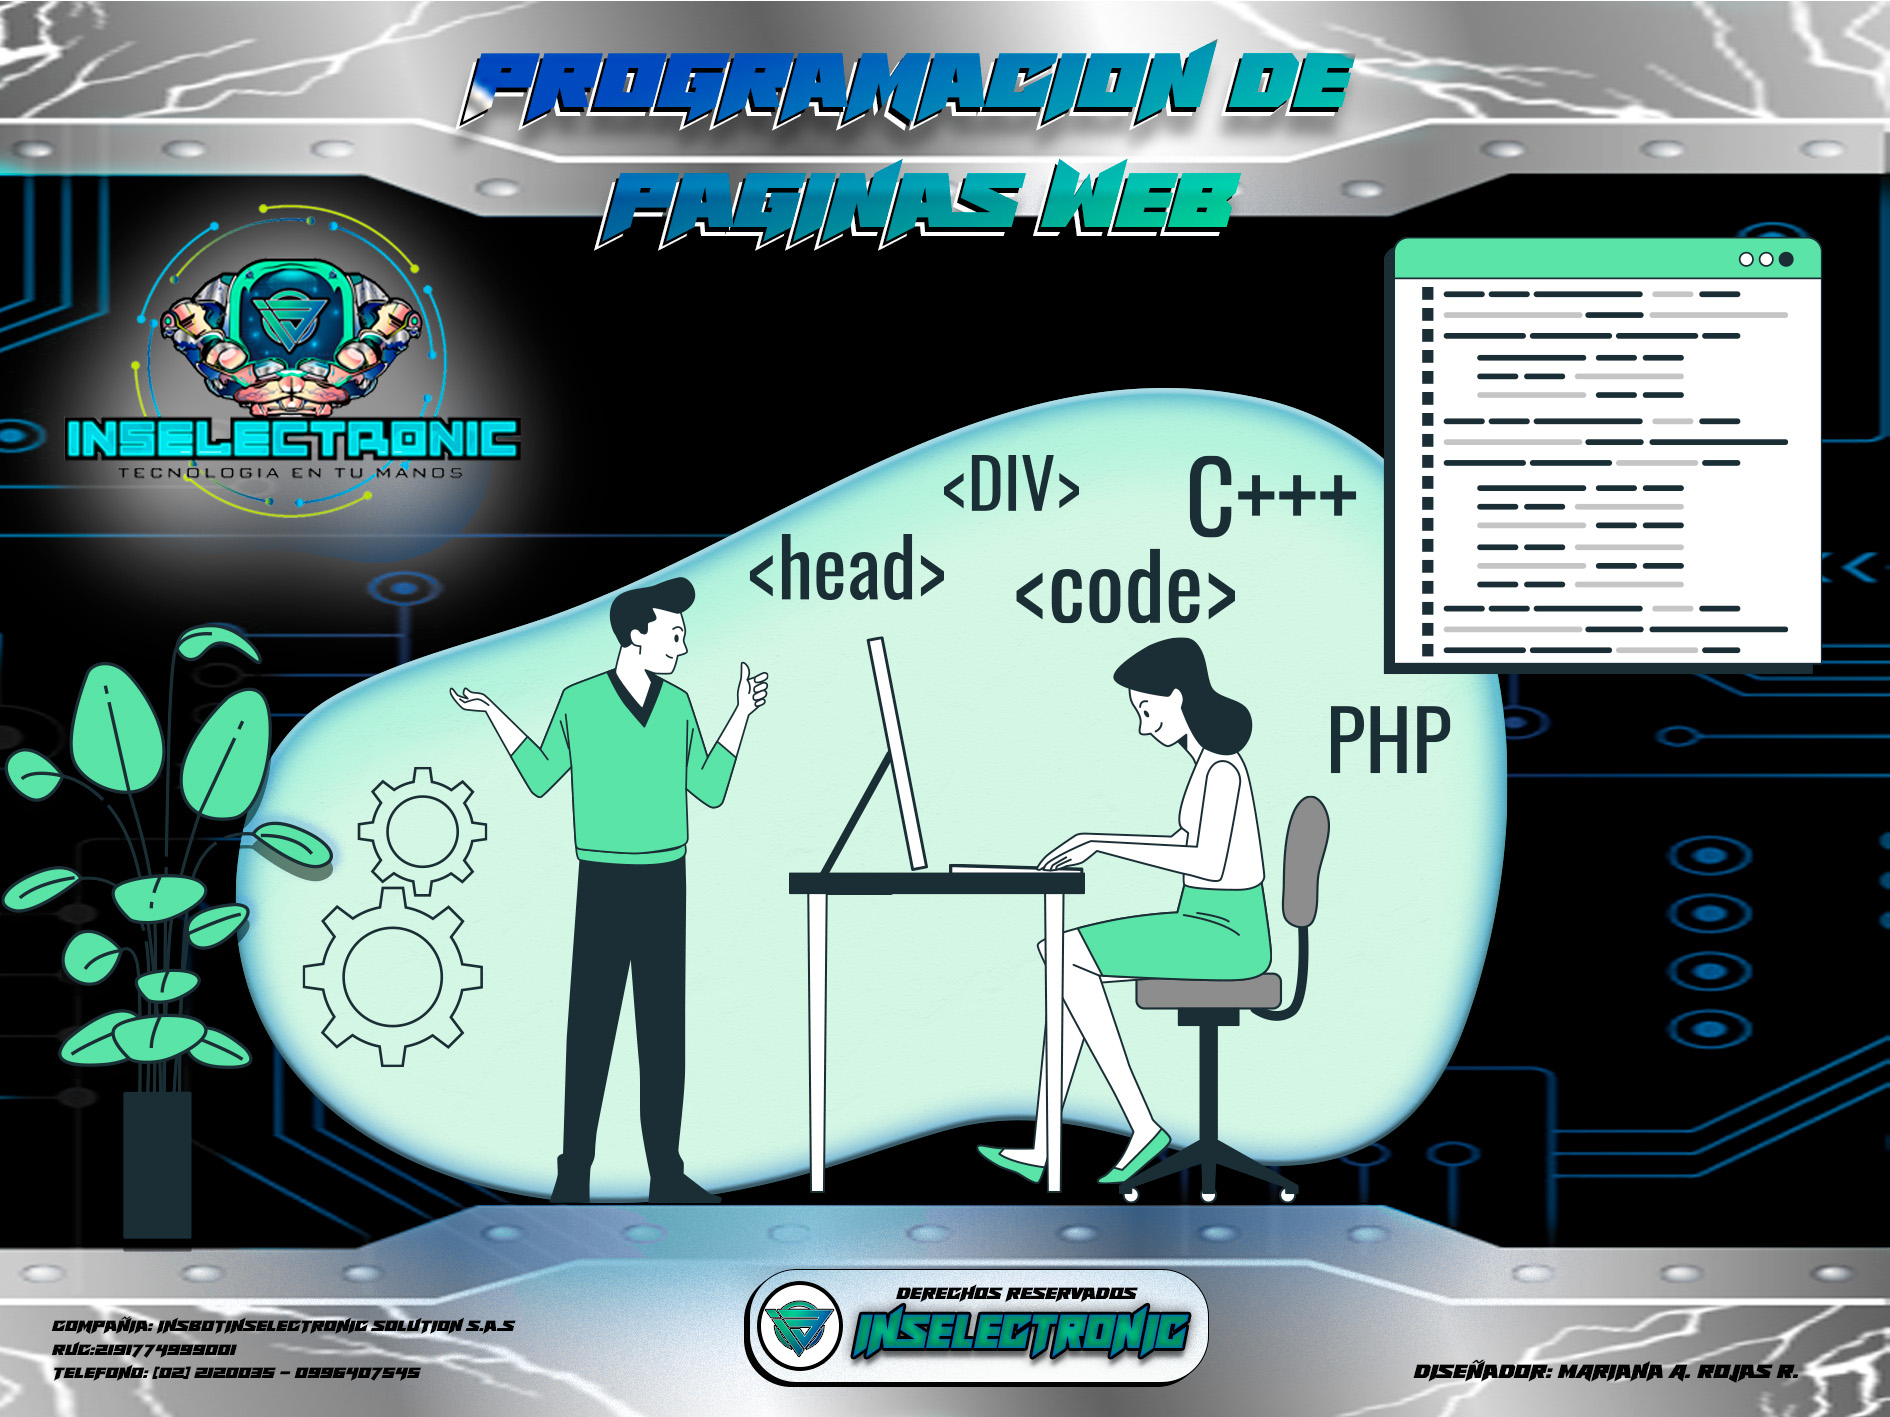 PROGRAMACION DE
PAGINAS WEB
INSELECTRONIC
TECNOLOGIA EN TU MANOS
<DIV>
C+++
<head>
<code>
PHP
DERECHOS RESERVADOS
INSELECTRONIC
COMPAÑIA: INSBOTINSELECTRONIC SOLUTION S.A.S
RUC:2191774999001
TELEFONO: (02) 2120035 - 0996407545
DISEÑADOR: MARIANA A. ROJAS R.